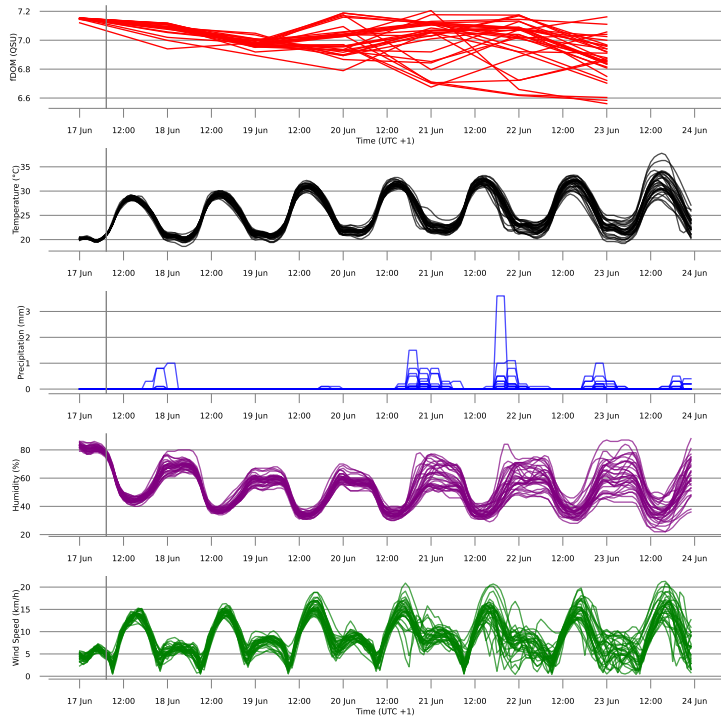 7.2
7.0
6.8
6.6
fDOM (QSU)
17 Jun 12:00 18 Jun 12:00 19 Jun 12:00 20 Jun 12:00 21 Jun 12:00 22 Jun 12:00 23 Jun 12:00 24 Jun
Time (UTC +1)
35
30
25
20
Temperature (°C)
17 Jun 12:00 18 Jun 12:00 19 Jun 12:00 20 Jun 12:00 21 Jun 12:00 22 Jun 12:00 23 Jun 12:00 24 Jun
3
2
1
0
Precipitation (mm)
17 Jun 12:00 18 Jun 12:00 19 Jun 12:00 20 Jun 12:00 21 Jun 12:00 22 Jun 12:00 23 Jun 12:00 24 Jun
80
60
40
20
Humidity (%)
17 Jun 12:00 18 Jun 12:00 19 Jun 12:00 20 Jun 12:00 21 Jun 12:00 22 Jun 12:00 23 Jun 12:00 24 Jun
20
15
10
5
0
Wind Speed (km/h)
17 Jun 12:00 18 Jun 12:00 19 Jun 12:00 20 Jun 12:00 21 Jun 12:00 22 Jun 12:00 23 Jun 12:00 24 Jun
Time (UTC +1)